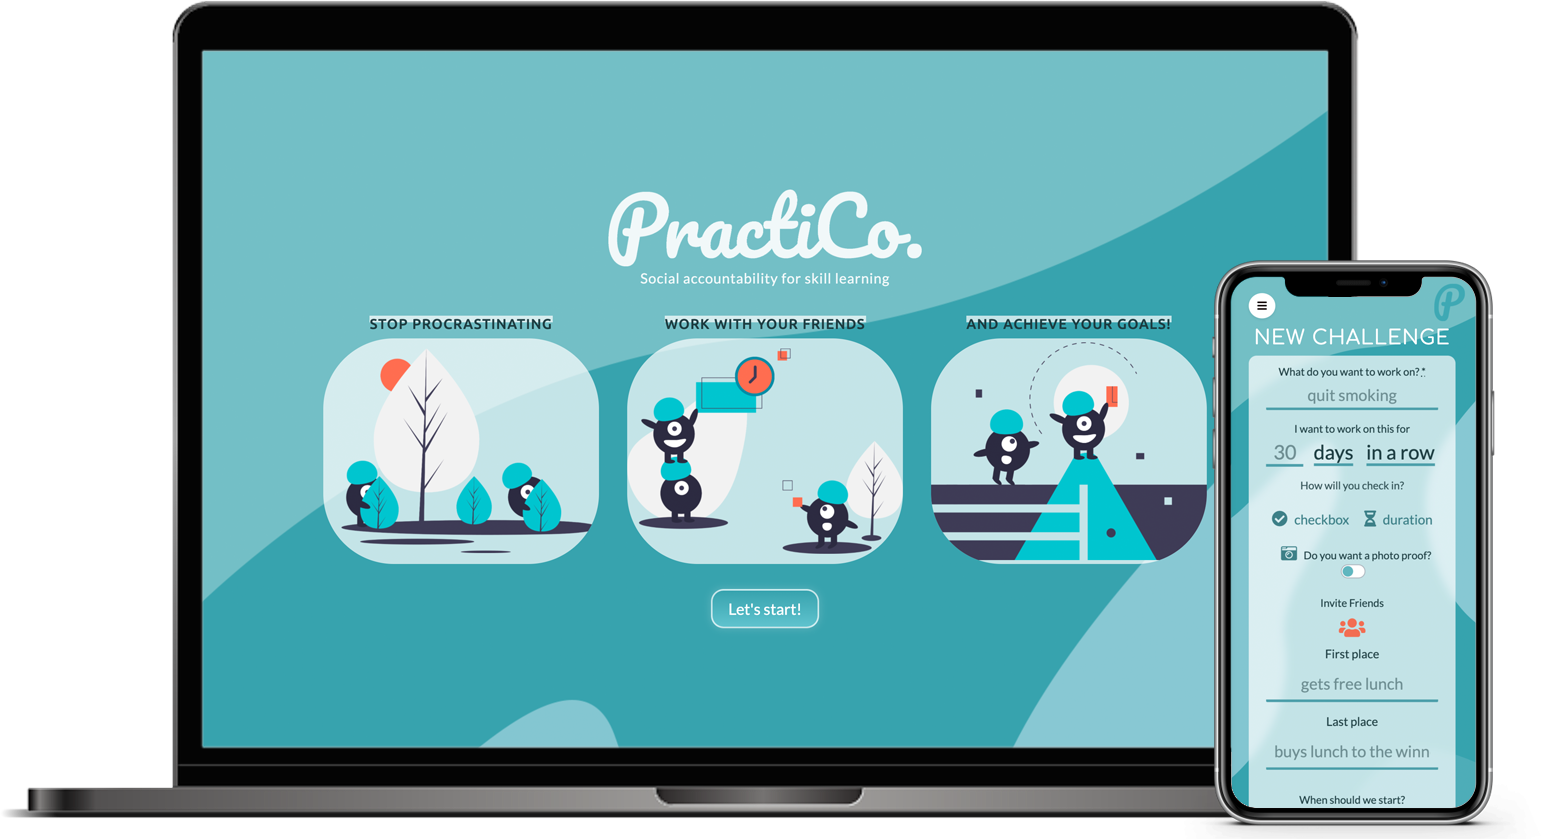 PractiCo.
Social accountability for skill learning
STOP PROCRASTINATING
WORK WITH YOUR FRIENDS
AND ACHIEVE YOUR GOALS!
Let's start!
P
NEW CHALLENGE
What do you want to work on? *
quit smoking
I want to work on this for
30 days in a row
How will you check in?
checkbox duration
Do you want a photo proof?
Invite Friends
First place
gets free lunch
Last place
buys lunch to the winn
When should we start?